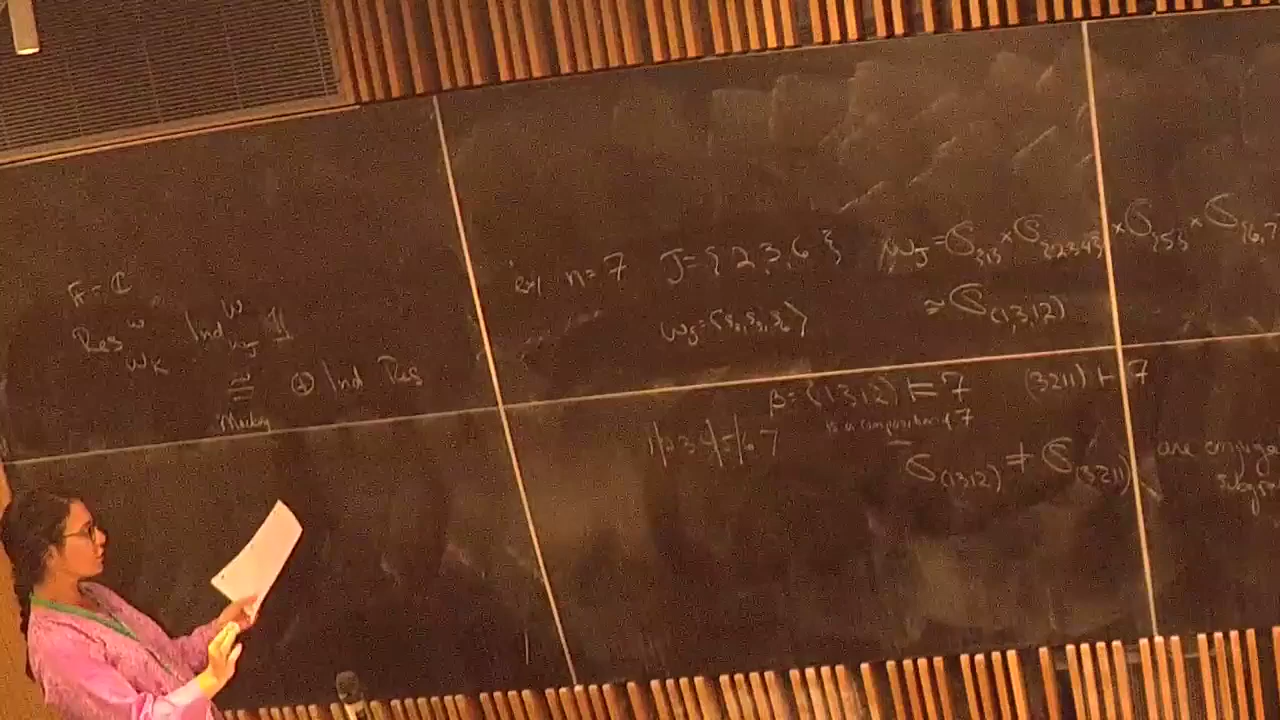 F = ℂ
Res^W_{W_K} Ind^W_{W_J} 𝟙
≅ ⊕ Ind Res
Mackey
ex/ n=7 J={2,3,6} W_J = 𝔖_{{1}} × 𝔖_{{2,3,4}} × 𝔖_{{5}} × 𝔖_{{6,7
W_J = ⟨s_2, s_3, s_6⟩ ≃ 𝔖_{(1,3,1,2)}
β = (1,3,1,2) ⊨ 7 (3211) ⊢ 7
is a composition of 7
1|2 3 4|5|6 7
𝔖_{(1312)} ≠ 𝔖_{(3211)} are